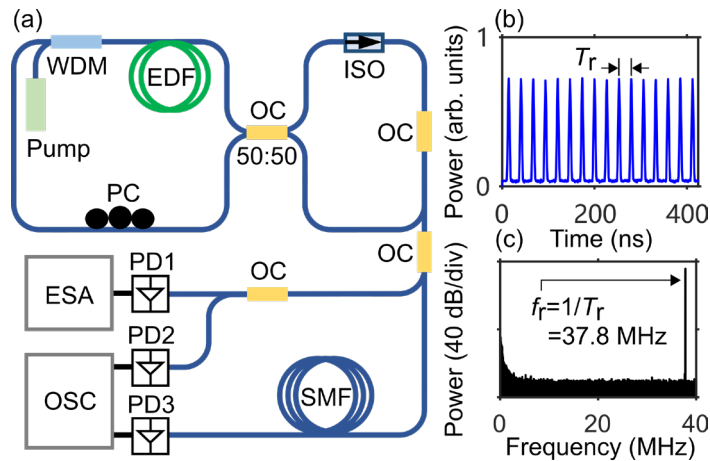 (a)
WDM
EDF
Pump
PC
OC
50:50
ISO
OC
OC
OC
ESA
PD1
PD2
OSC
PD3
SMF
(b)
Power (arb. units)
1
0
Tr
0
200
400
Time (ns)
(c)
Power (40 dB/div)
fr=1/Tr
=37.8 MHz
0
20
40
Frequency (MHz)